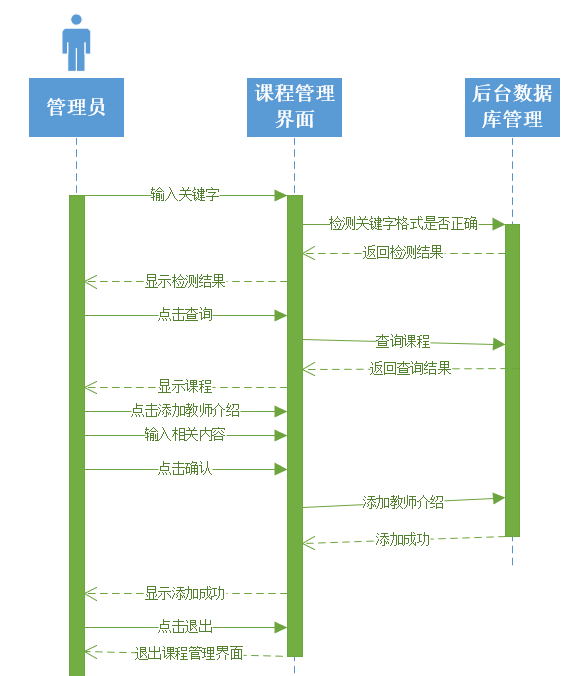 管理员
课程管理
界面
后台数据
库管理
输入关键字
检测关键字格式是否正确
返回检测结果
显示检测结果
点击查询
查询课程
返回查询结果
显示课程
点击添加教师介绍
输入相关内容
点击确认
添加教师介绍
添加成功
显示添加成功
点击退出
退出课程管理界面